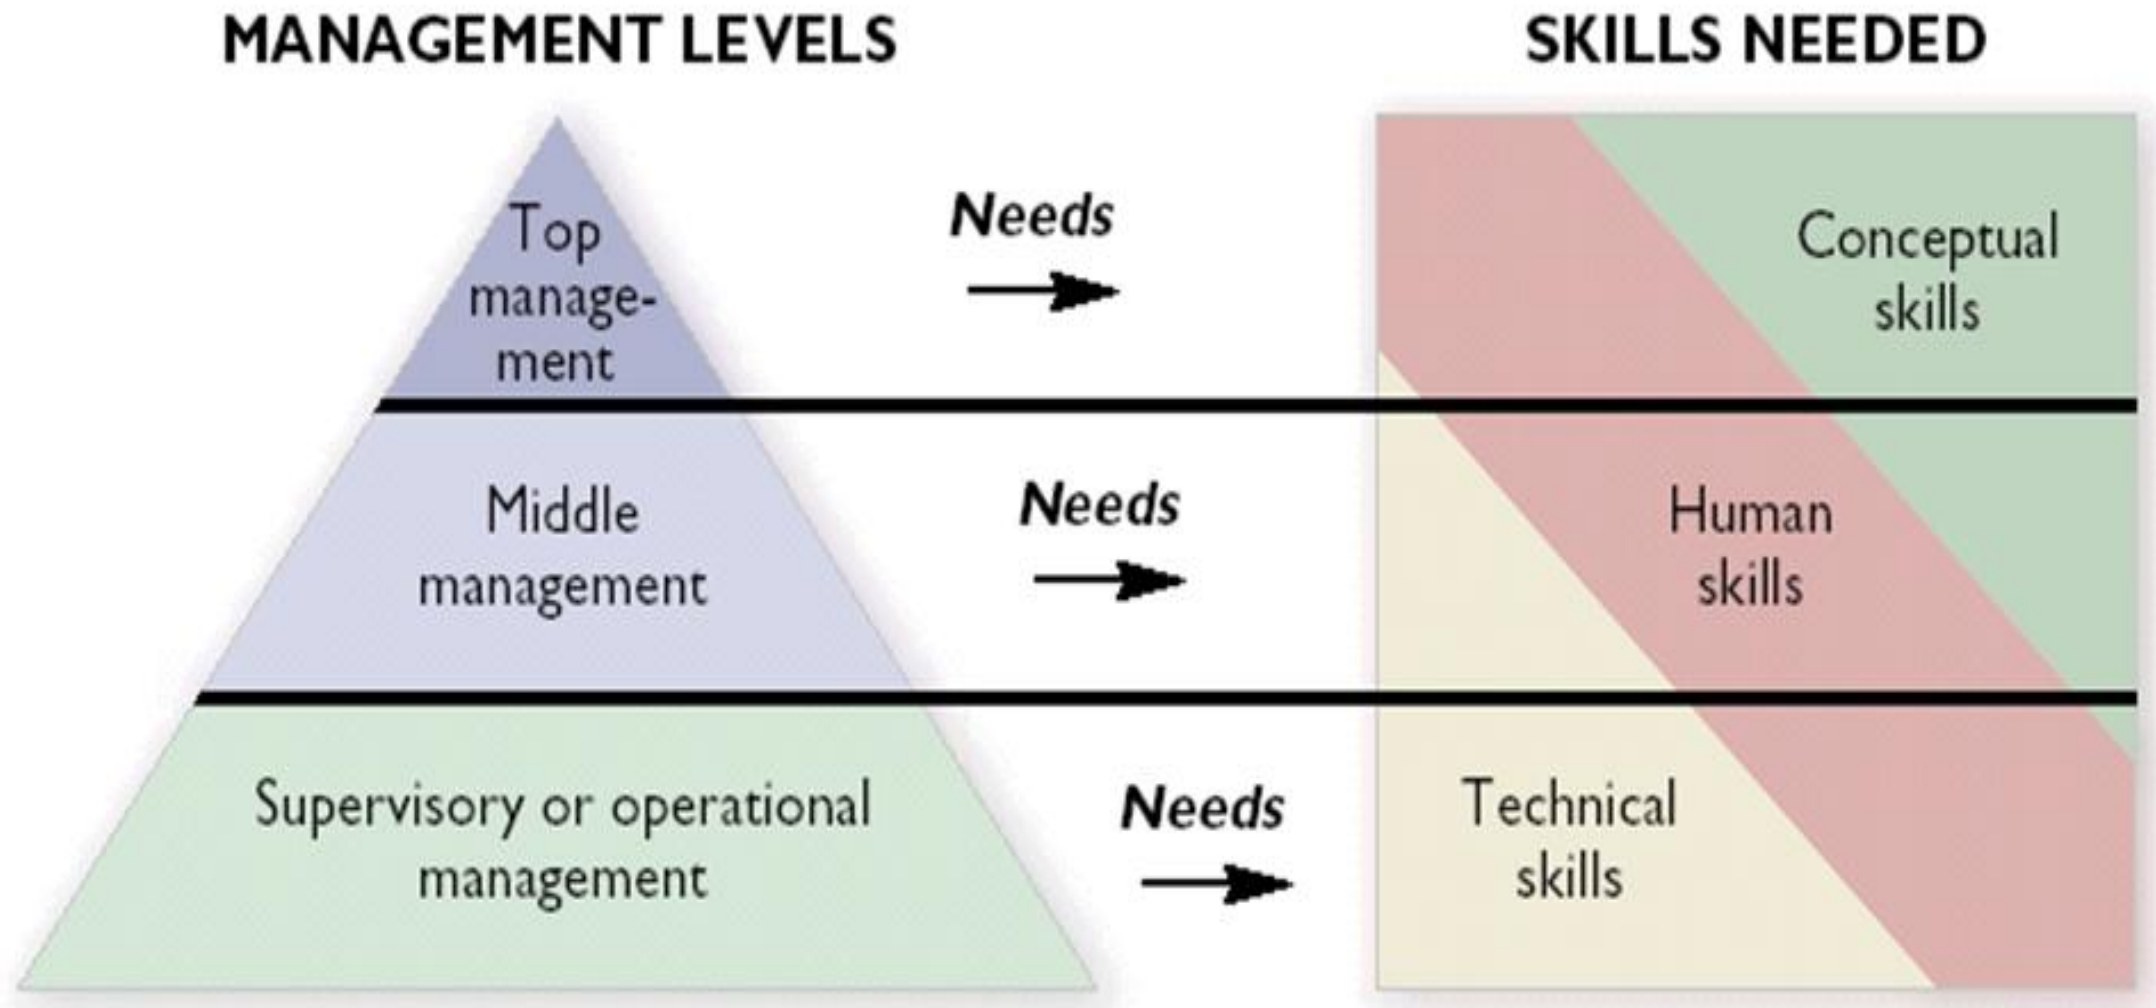 MANAGEMENT LEVELS
SKILLS NEEDED
Top
manage-
ment
Needs
Conceptual
skills
Middle
management
Needs
Human
skills
Supervisory or operational
management
Needs
Technical
skills